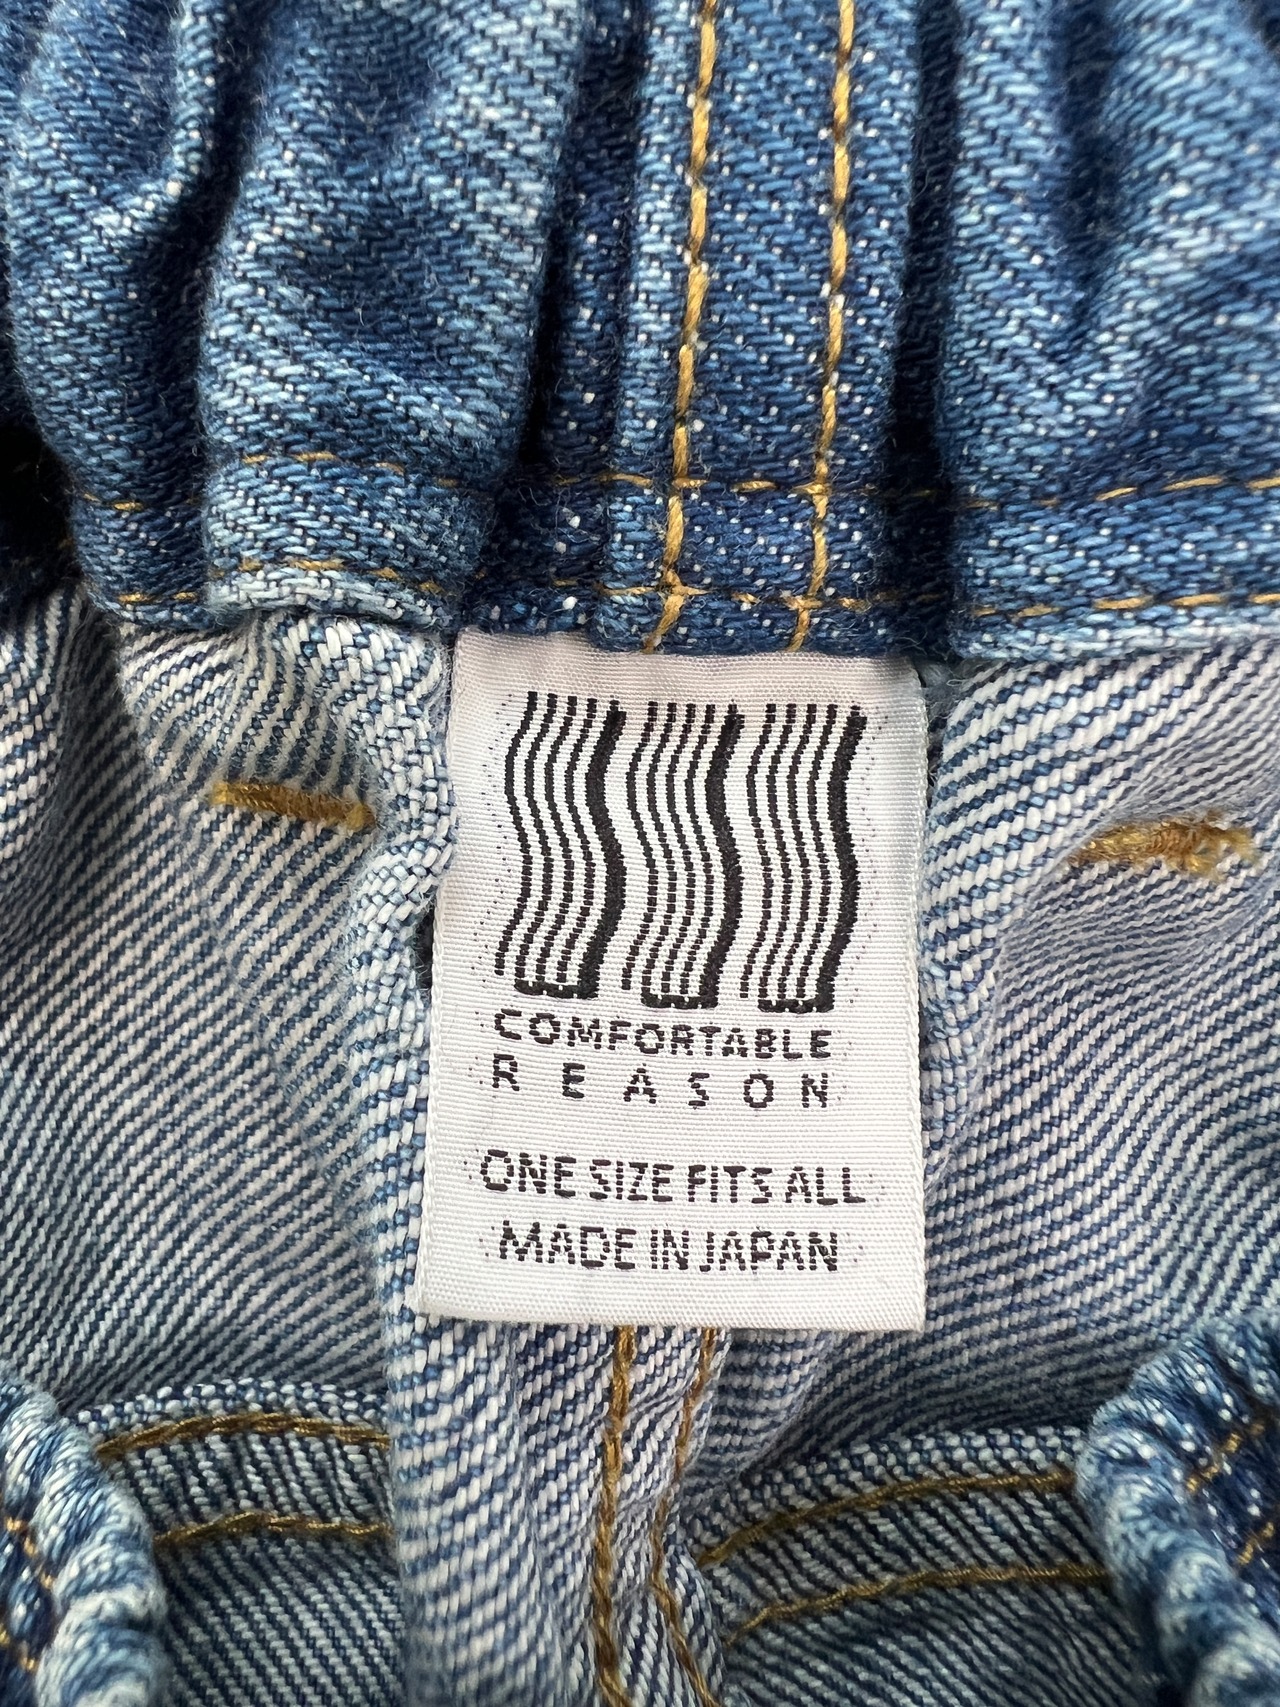 COMFORTABLE
REASON
ONE SIZE FITS ALL
MADE IN JAPAN